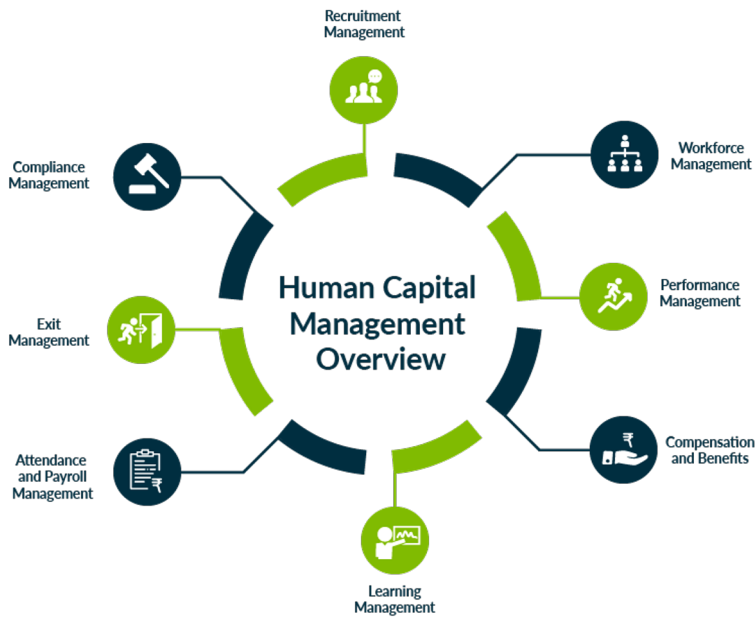 Recruitment
Management
Workforce
Management
Performance
Management
Compensation
and Benefits
₹
Learning
Management
Attendance
and Payroll
Management
₹
Exit
Management
Compliance
Management
Human Capital
Management
Overview